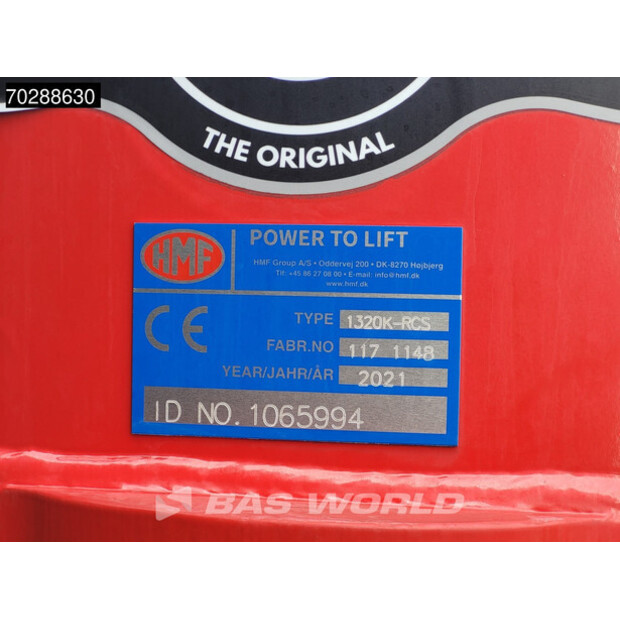 70288630
THE ORIGINAL
HMF
POWER TO LIFT
HMF Group A/S • Oddervej 200 • DK-8270 Højbjerg
Tlf: +45 86 27 08 00 • E-mail: info@hmf.dk
www.hmf.dk
CE
TYPE 1320K-RCS
FABR.NO 117 1148
YEAR/JAHR/ÅR 2021
ID NO. 1065994
BAS WORLD